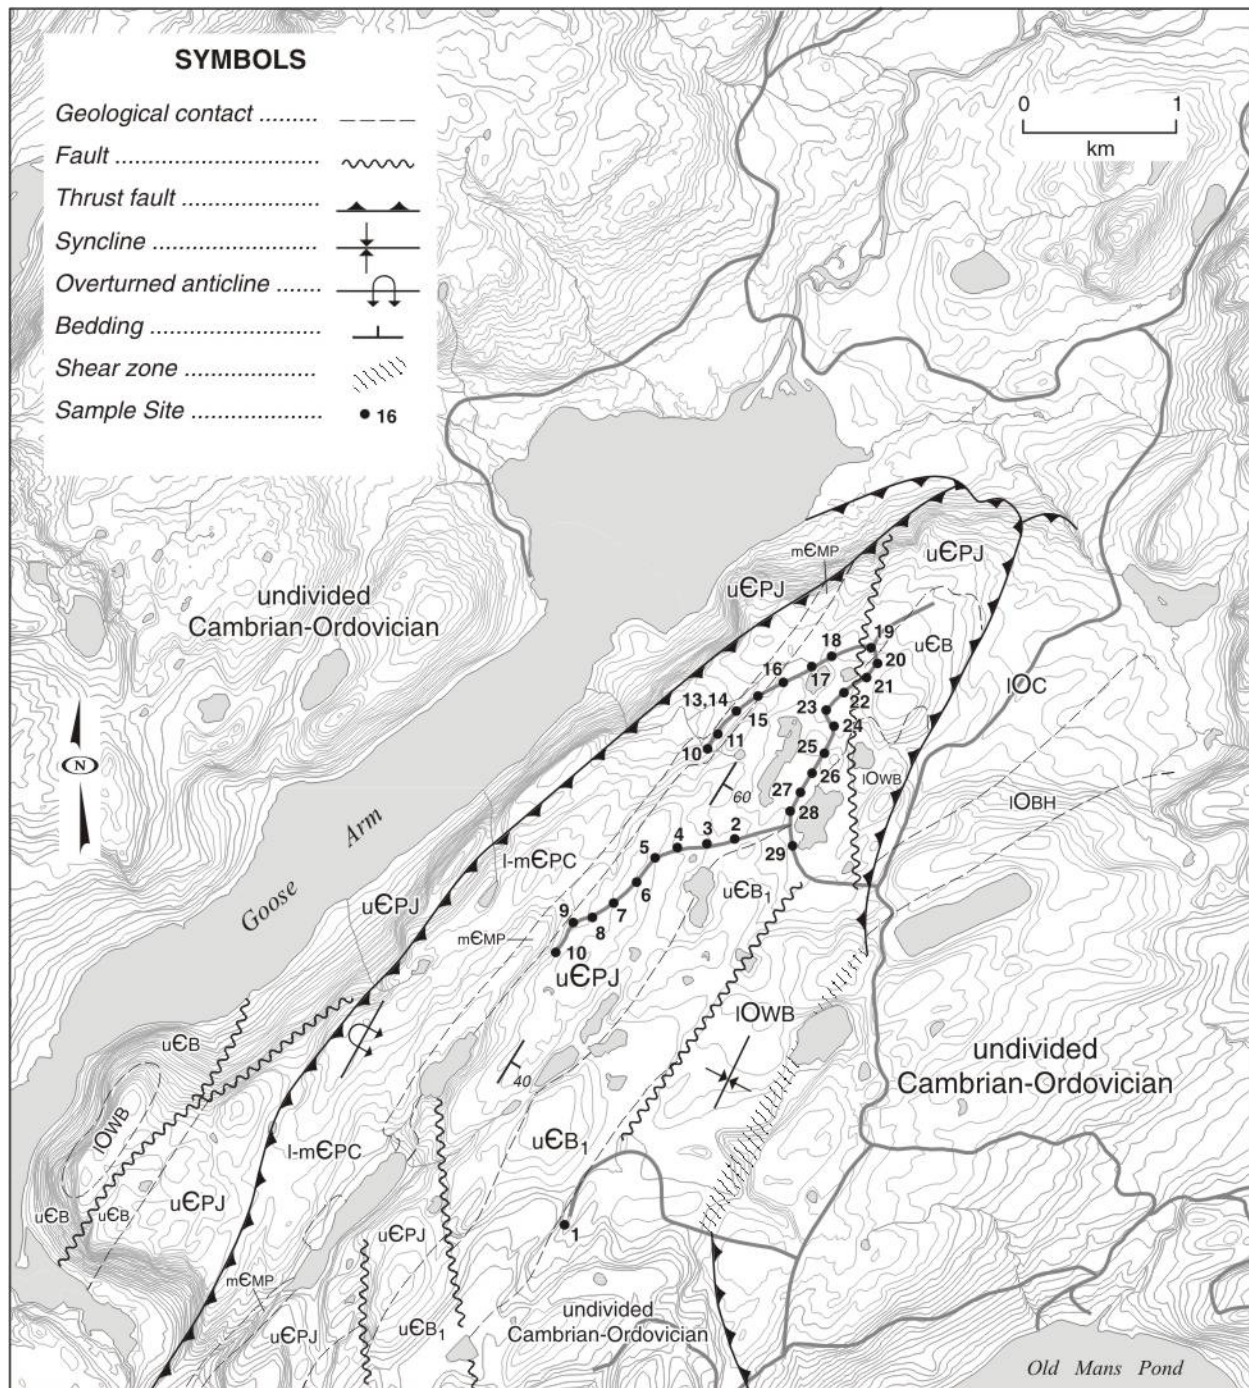 SYMBOLS
Geological contact .........
Fault ..............................
Thrust fault ....................
Syncline ........................
Overturned anticline .......
Bedding .........................
Shear zone ...................
Sample Site ...................
16
0 1
km
undivided
Cambrian-Ordovician
N
Goose Arm
mЄMP
uЄPJ
uЄPJ
uЄB
lOC
lOBH
lOWB
19
18
20
17
21
16
22
13,14
23
15
24
11
10
25
26
27
28
60
2
3
4
5
29
6
7
8
9
10
l-mЄPC
uЄPJ
mЄMP
uЄB1
uЄPJ
lOWB
undivided
Cambrian-Ordovician
40
uЄB
lOWB
uЄB
uЄB
uЄPJ
l-mЄPC
uЄB1
1
mЄMP
uЄPJ
uЄPJ
uЄB1
undivided
Cambrian-Ordovician
Old Mans Pond